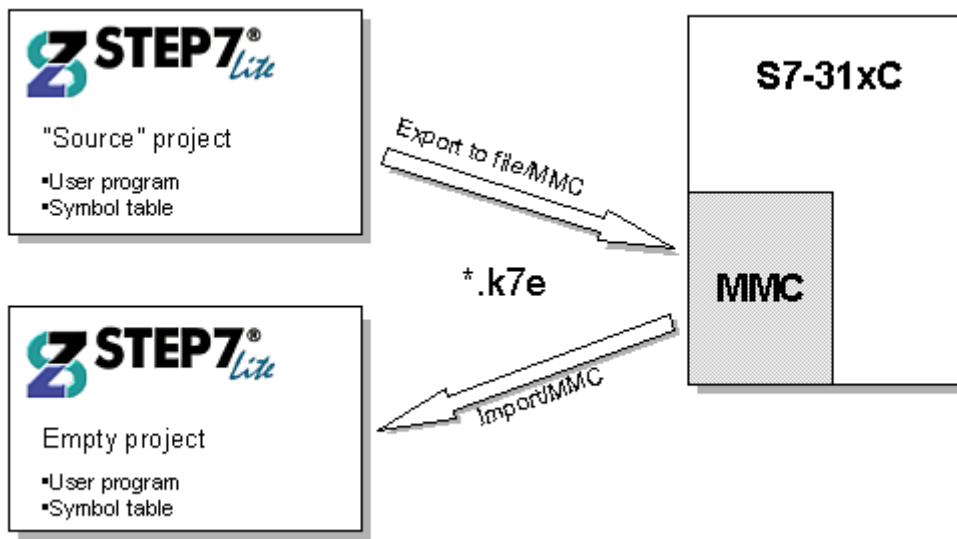 STEP7® Lite
"Source" project
▪User program
▪Symbol table
Export to file/MMC
S7-31xC
*.k7e
MMC
STEP7® Lite
Empty project
▪User program
▪Symbol table
Import/MMC